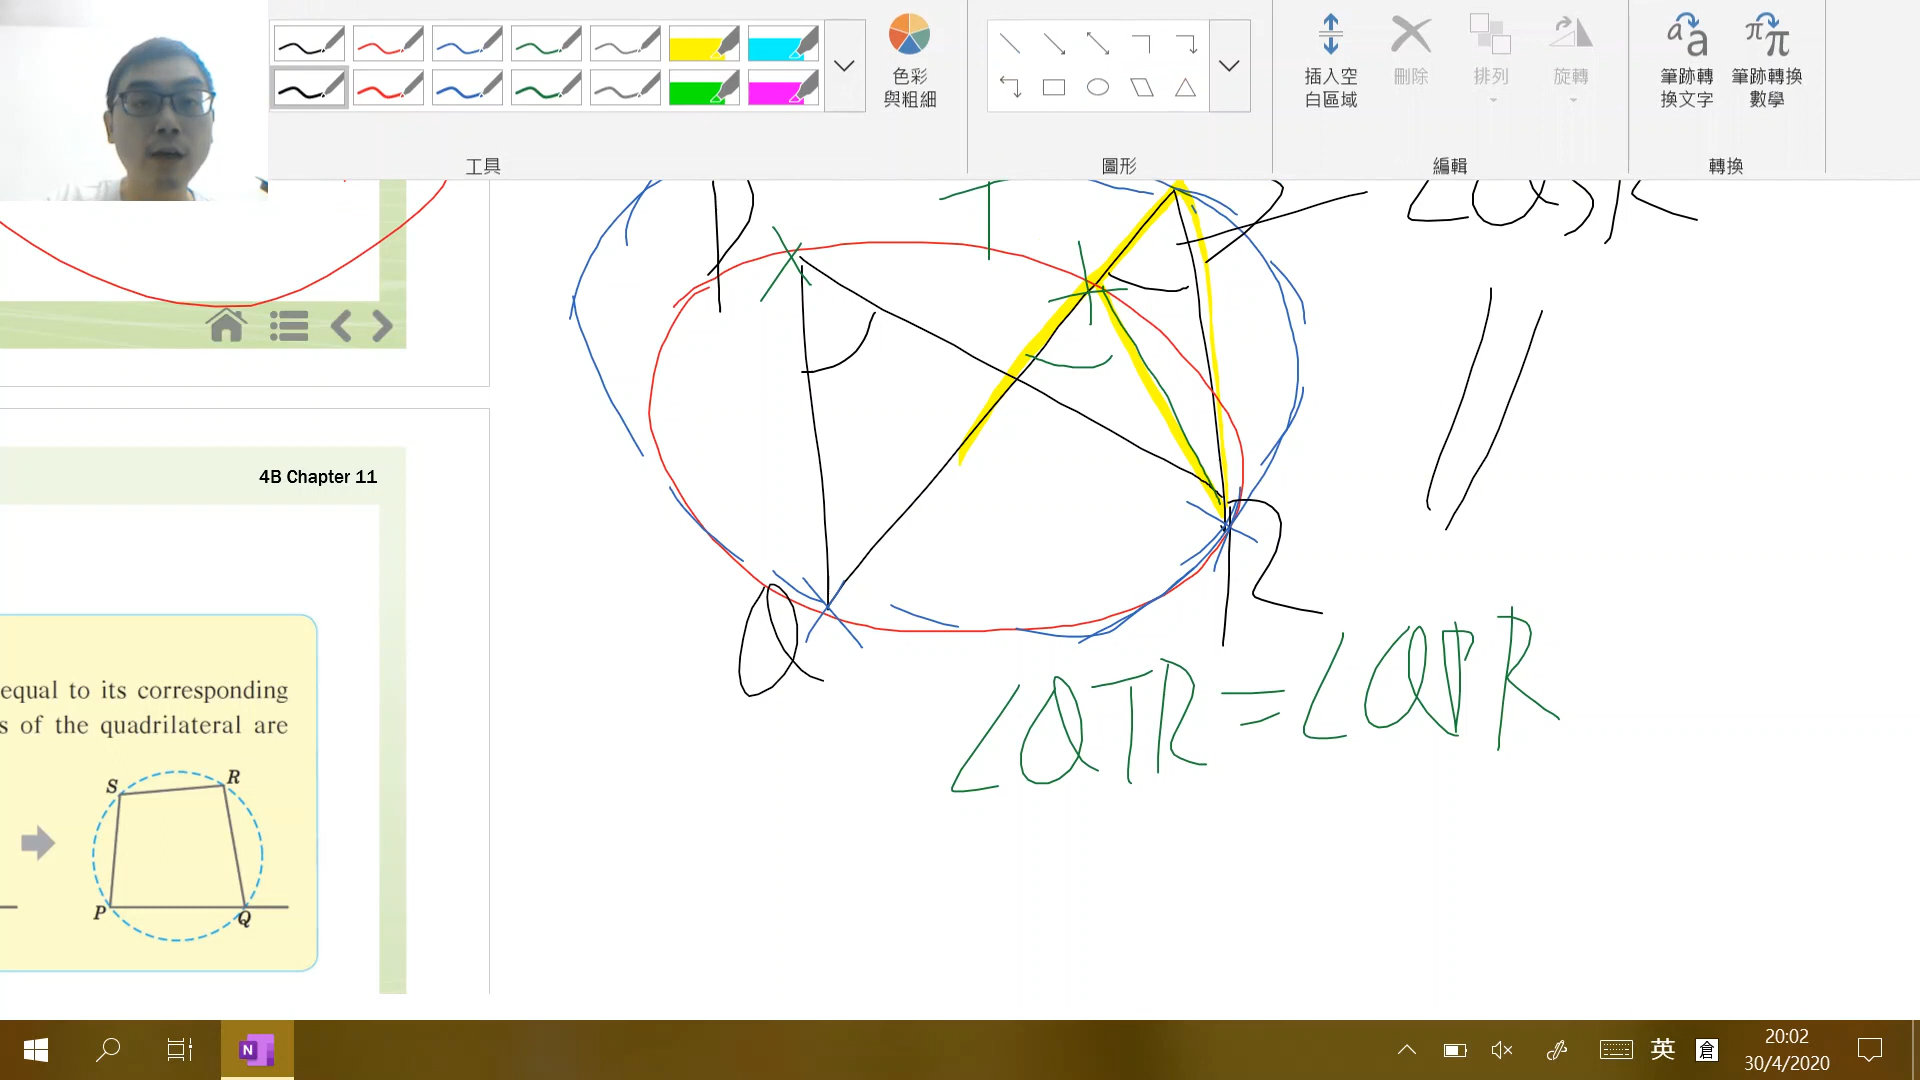 色彩
與粗細
插入空
白區域
刪除
排列
旋轉
筆跡轉
換文字
筆跡轉換
數學
工具
圖形
編輯
轉換
P
T
S
∠QSR
R
Q
∠QTR=∠QPR
4B Chapter 11
equal to its corresponding
s of the quadrilateral are
S
R
P
Q
N
英
倉
20:02
30/4/2020